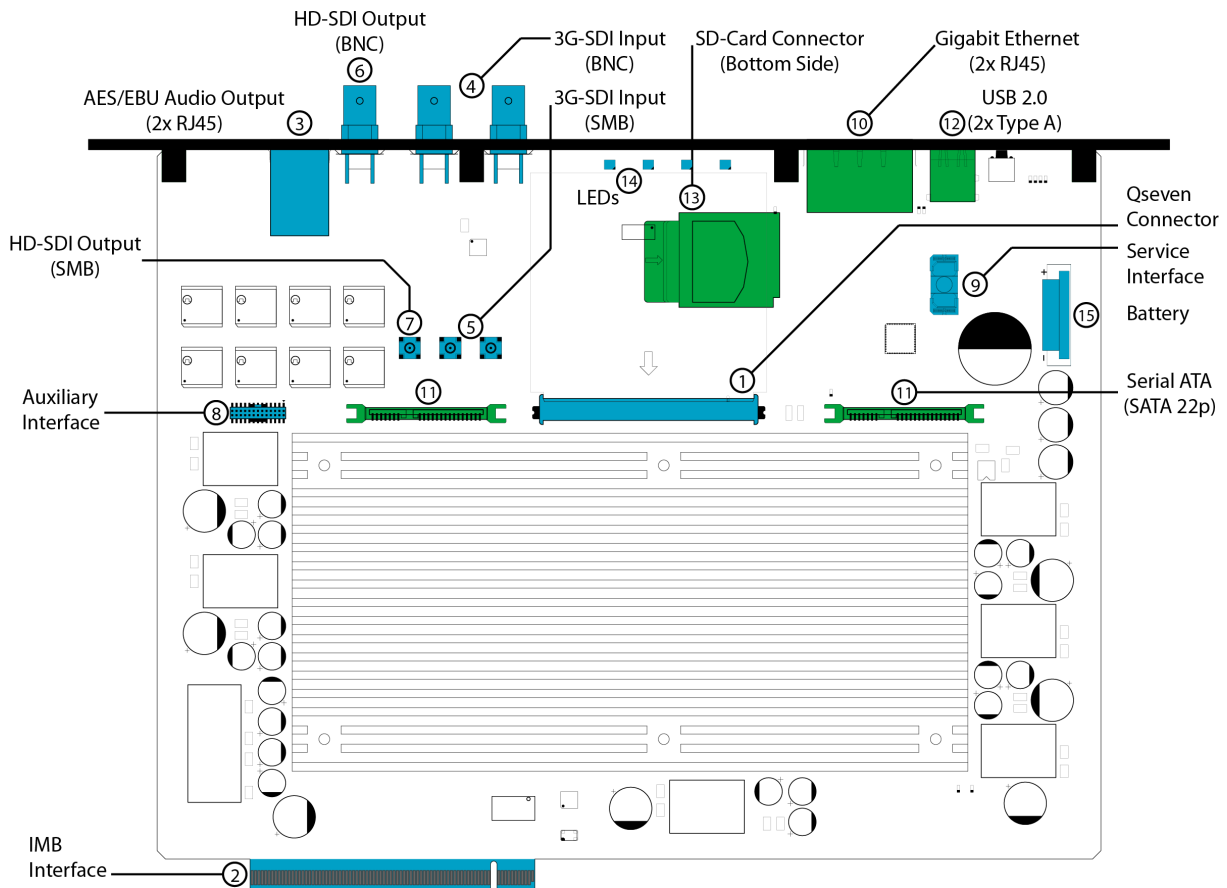 HD-SDI Output
(BNC)
6
4
3G-SDI Input
(BNC)
3G-SDI Input
(SMB)
SD-Card Connector
(Bottom Side)
Gigabit Ethernet
(2x RJ45)
AES/EBU Audio Output
(2x RJ45)
3
10
USB 2.0
12
(2x Type A)
14
LEDs
13
Qseven
Connector
HD-SDI Output
(SMB)
Service
Interface
9
7
5
15
Battery
+
-
Auxiliary
Interface
8
11
1
11
Serial ATA
(SATA 22p)
IMB
Interface
2